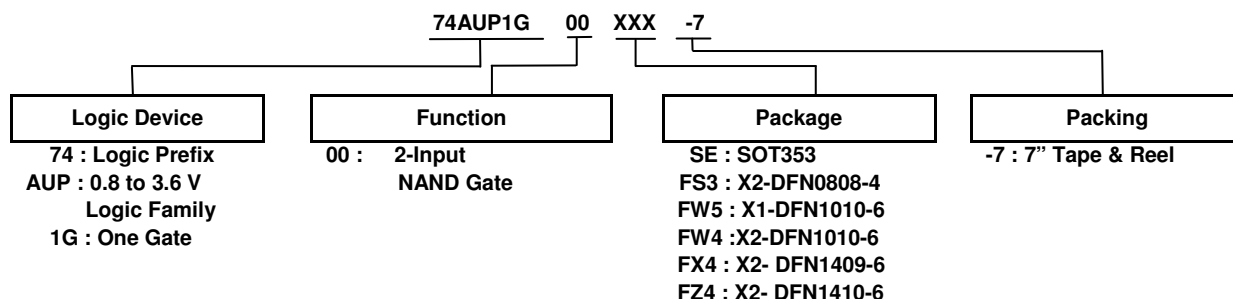 74AUP1G 00 XXX -7
Logic Device
74 : Logic Prefix
AUP : 0.8 to 3.6 V
Logic Family
1G : One Gate
Function
00 : 2-Input
NAND Gate
Package
SE : SOT353
FS3 : X2-DFN0808-4
FW5 : X1-DFN1010-6
FW4 :X2-DFN1010-6
FX4 : X2- DFN1409-6
FZ4 : X2- DFN1410-6
Packing
-7 : 7” Tape & Reel